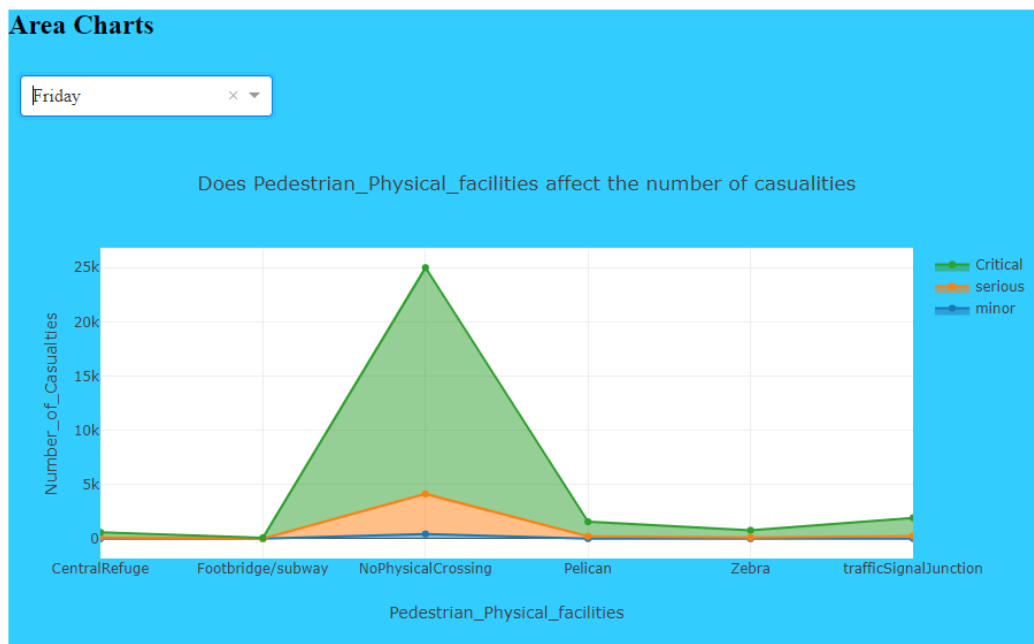 Area Charts
Friday
Does Pedestrian_Physical_facilities affect the number of casualities
Number_of_Casualties
25k
20k
15k
10k
5k
0
Critical
serious
minor
CentralRefuge Footbridge/subway NoPhysicalCrossing Pelican Zebra trafficSignalJunction
Pedestrian_Physical_facilities